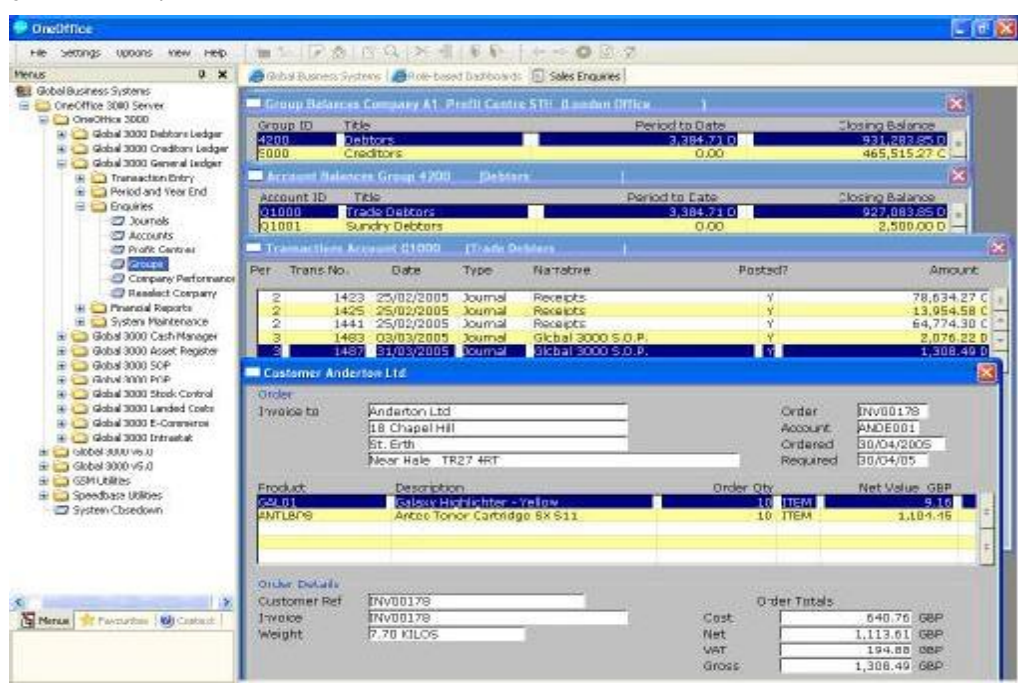 OneOffice
File Settings Options View Help
Menus
Global Business Systems Role-based Dashboards Sales Enquiries
Global Business Systems
OneOffice 3000 Server
OneOffice 3000
Global 3000 Debtors Ledger
Global 3000 Creditors Ledger
Global 3000 General Ledger
Transaction Entry
Period and Year End
Enquiries
Journals
Accounts
Profit Centres
Groups
Company Performance
Reselect Company
Financial Reports
System Maintenance
Global 3000 Cash Manager
Global 3000 Asset Register
Global 3000 SOP
Global 3000 POP
Global 3000 Stock Control
Global 3000 Landed Costs
Global 3000 E-Commerce
Global 3000 Intrastat
Global 3000 v6.0
Global 3000 v5.0
GSM Utilities
Speedbase Utilities
System Closedown
Menus Favourites Contact
Group Balances Company A1 Profit Centre STH (London Office )
Group ID Title Period to Date Closing Balance
4200 Debtors 3,384.71 D 931,283.85 D
5000 Creditors 0.00 465,515.27 C
Account Balances Group 4200 (Debtors )
Account ID Title Period to Date Closing Balance
Q1000 Trade Debtors 3,384.71 D 927,083.85 D
Q1001 Sundry Debtors 0.00 2,500.00 D
Transactions Account Q1000 (Trade Debtors )
Per Trans No. Date Type Narrative Posted? Amount
2 1423 25/02/2005 Journal Receipts Y 78,634.27 C
2 1425 25/02/2005 Journal Receipts Y 13,954.58 C
2 1441 25/02/2005 Journal Receipts Y 64,774.30 C
3 1483 03/03/2005 Journal Global 3000 S.O.P. Y 2,076.22 D
3 1487 31/03/2005 Journal Global 3000 S.O.P. Y 1,308.49 D
Customer Anderton Ltd
Order
Invoice to Anderton Ltd Order INV00178
18 Chapel Hill Account ANDE001
St. Erth Ordered 30/04/2005
Near Hale TR27 4RT Required 30/04/05
Product Description Order Qty Net Value GBP
GAL01 Galaxy Highlighter - Yellow 10 ITEM 9.16
10 ITEM
Order Details
Customer Ref INV00178 Order Totals
Invoice INV00178 Cost 640.76 GBP
Weight 7.70 KILOS Net 1,113.61 GBP
VAT 194.88 GBP
Gross 1,308.49 GBP